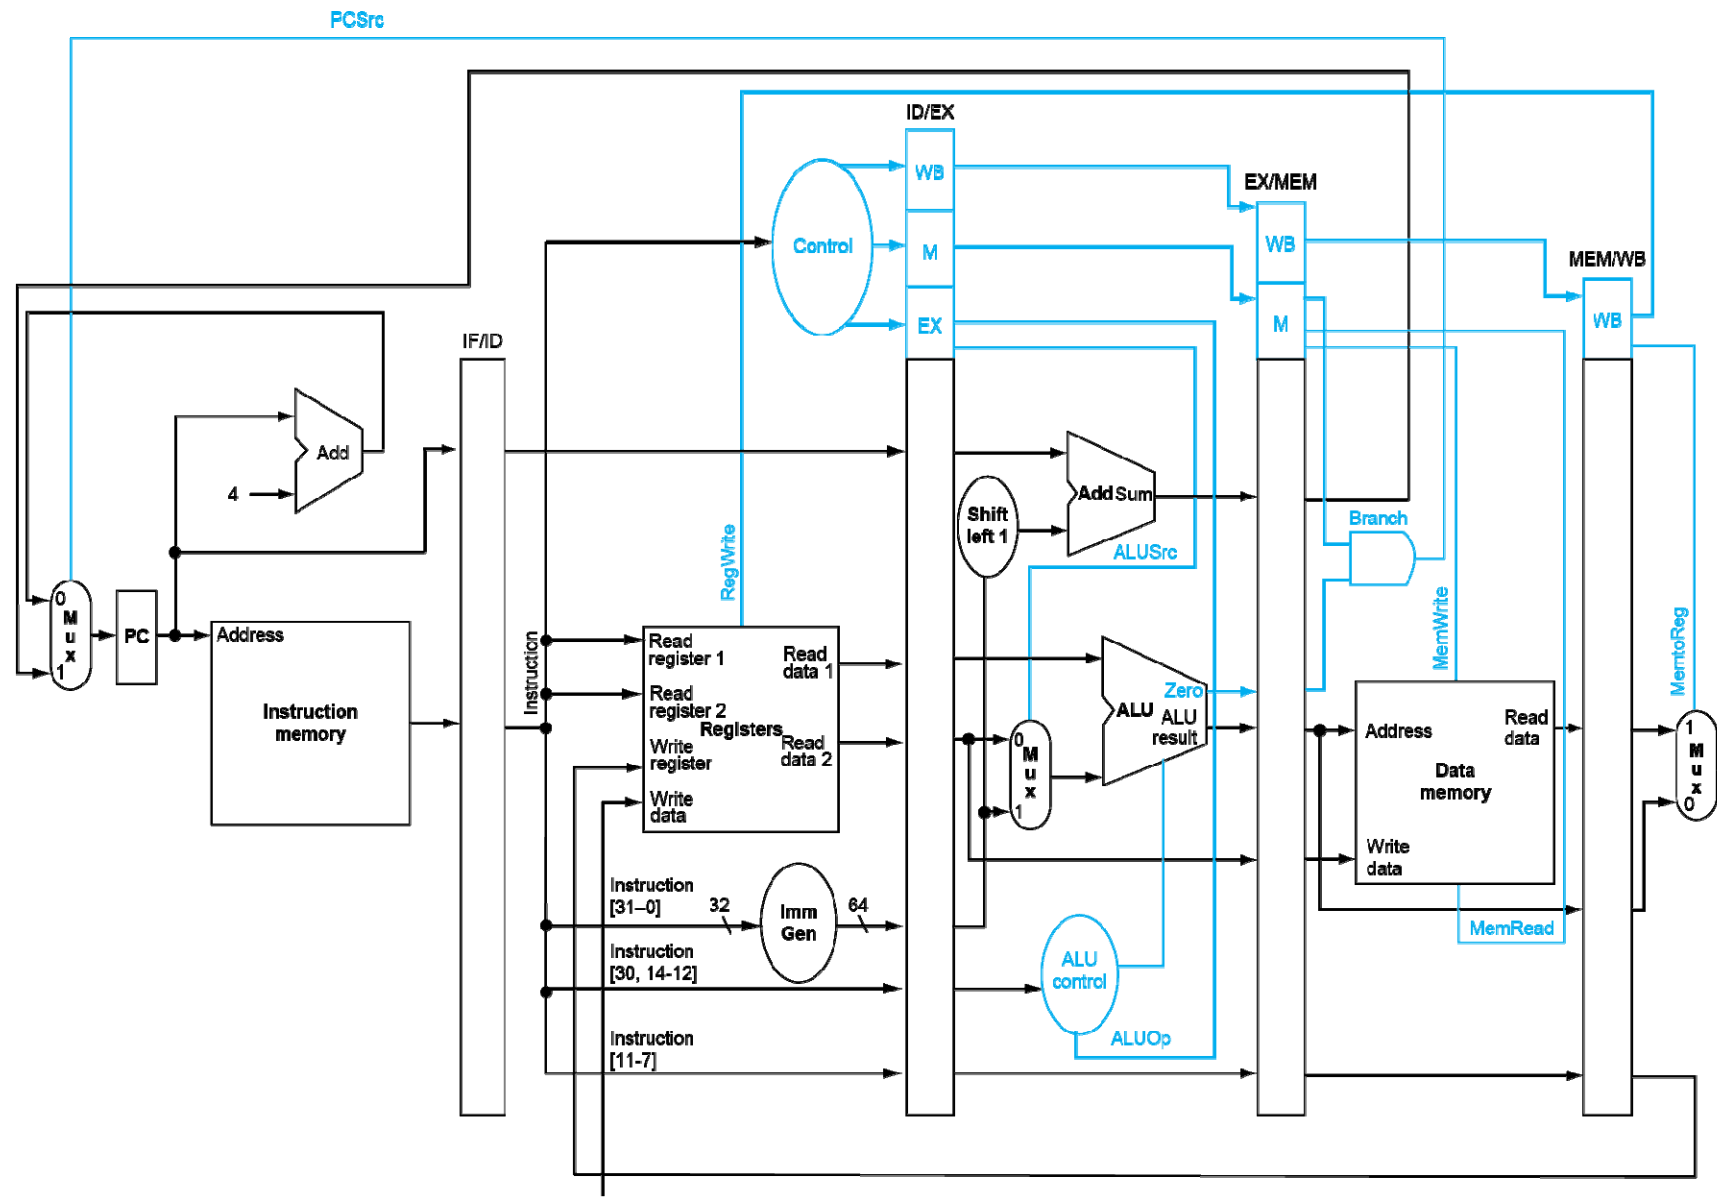 PCSrc
ID/EX
WB
EX/MEM
Control
M
WB
MEM/WB
EX
M
WB
IF/ID
Add
4
Add Sum
Shift
left 1
Branch
ALUSrc
RegWrite
0
M
u
x
1
PC
Address
Instruction
memory
Instruction
Read
register 1
Read
data 1
Read
register 2
Registers
Write
register
Read
data 2
Write
data
0
M
u
x
1
Zero
ALU
ALU
result
MemWrite
Address
Read
data
Data
memory
Write
data
MemtoReg
1
M
u
x
0
Instruction
[31–0]
32
Imm
Gen
64
MemRead
Instruction
[30, 14-12]
ALU
control
Instruction
[11-7]
ALUOp